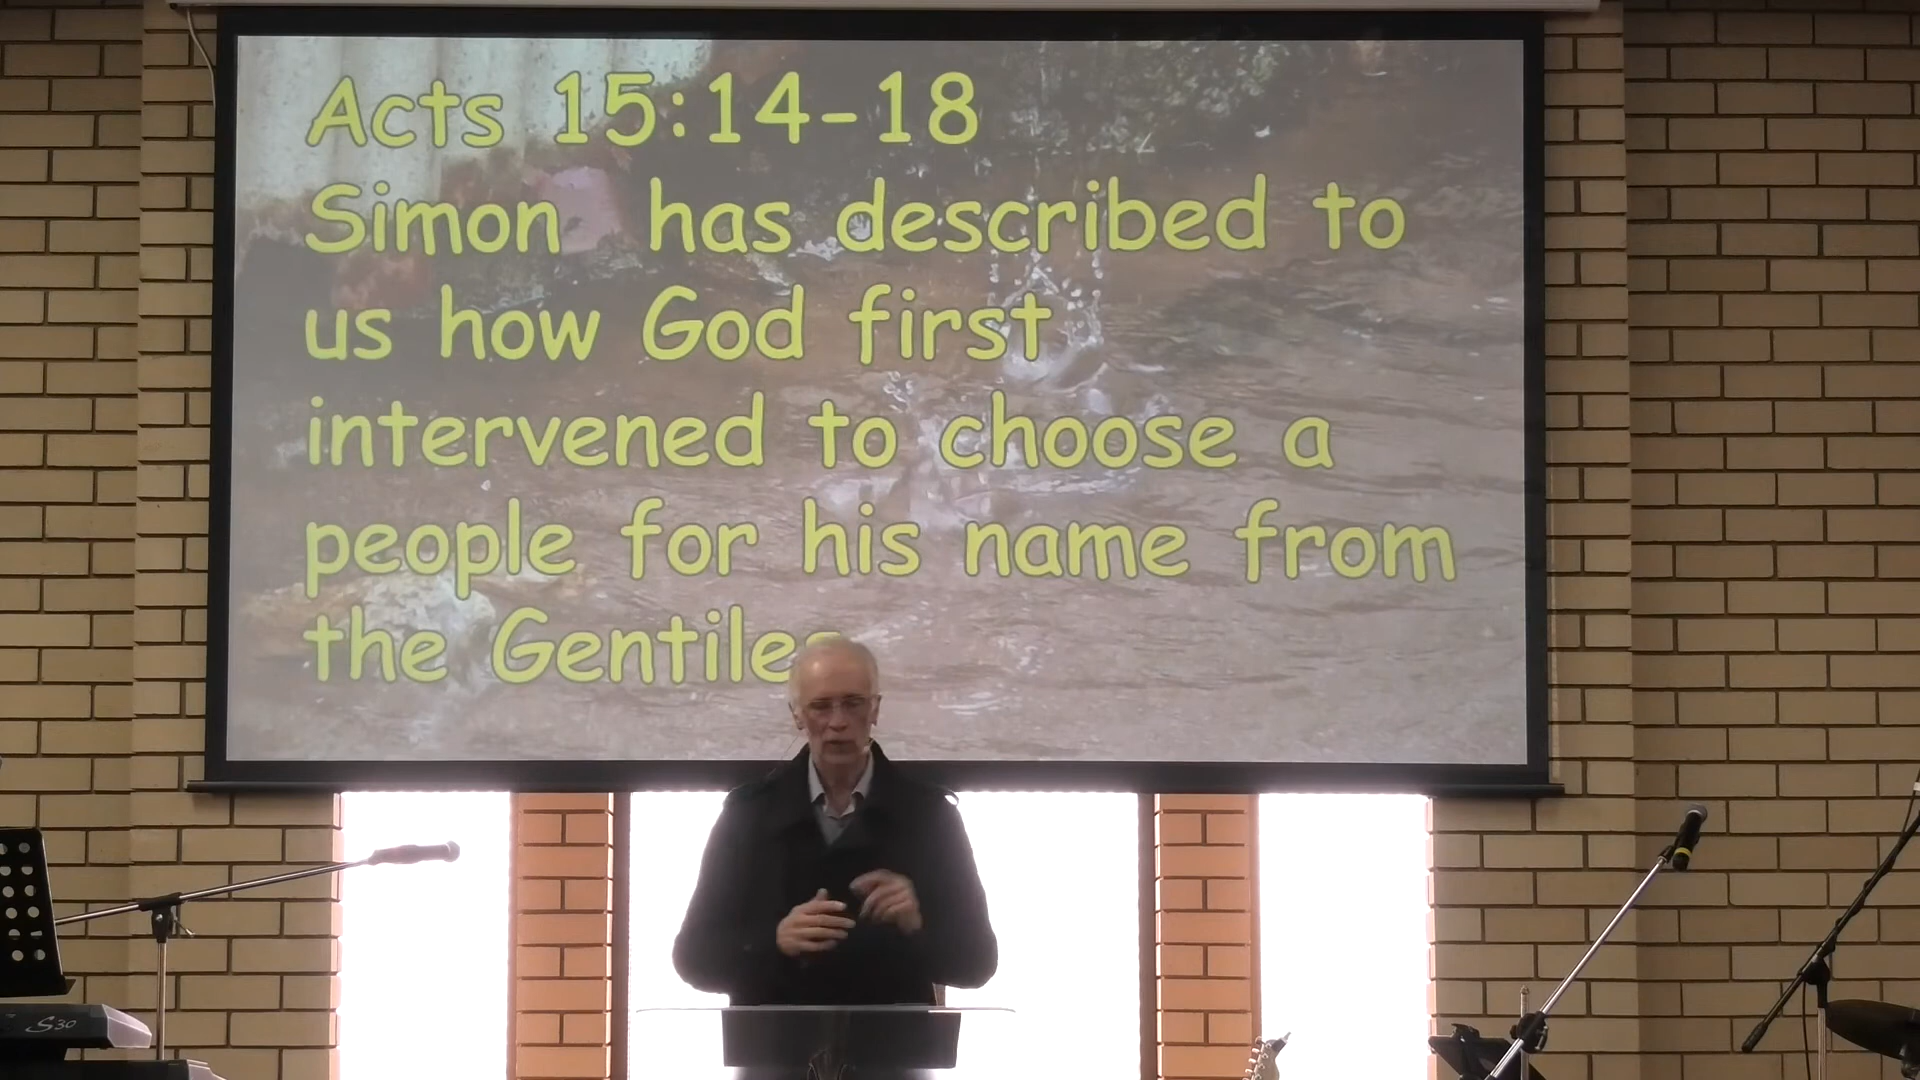 Acts 15:14-18
Simon has described to
us how God first
intervened to choose a
people for his name from
the Gentiles
S30